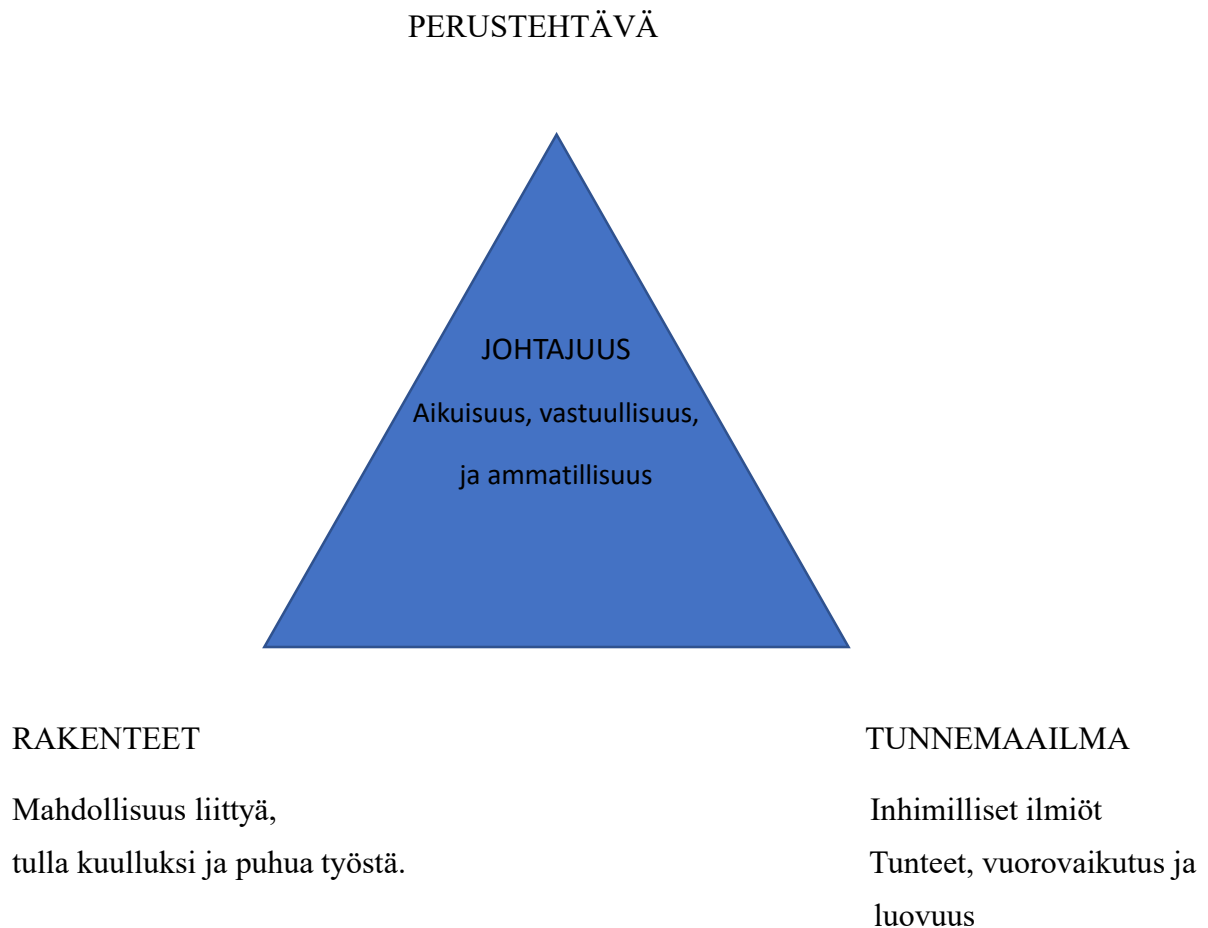 PERUSTEHTÄVÄ
JOHTAJUUS
Aikuisuus, vastuullisuus,
ja ammatillisuus
RAKENTEET
Mahdollisuus liittyä,
tulla kuulluksi ja puhua työstä.
TUNNEMAAILMA
Inhimilliset ilmiöt
Tunteet, vuorovaikutus ja
luovuus